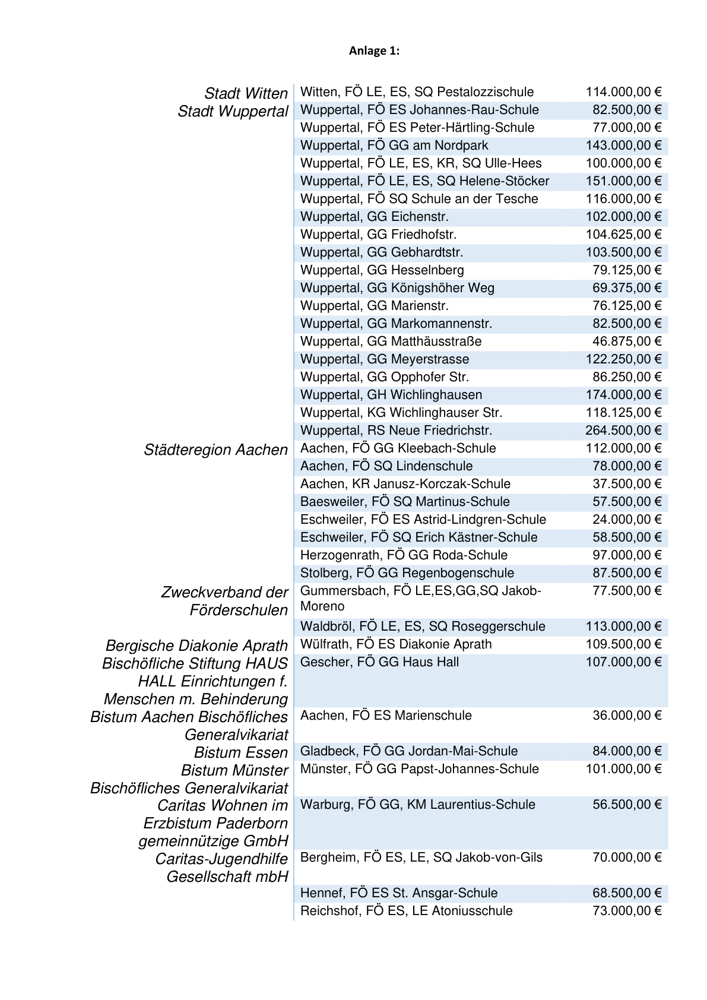 Anlage 1:
Stadt Witten Witten, FÖ LE, ES, SQ Pestalozzischule 114.000,00 €
Stadt Wuppertal Wuppertal, FÖ ES Johannes-Rau-Schule 82.500,00 €
Wuppertal, FÖ ES Peter-Härtling-Schule 77.000,00 €
Wuppertal, FÖ GG am Nordpark 143.000,00 €
Wuppertal, FÖ LE, ES, KR, SQ Ulle-Hees 100.000,00 €
Wuppertal, FÖ LE, ES, SQ Helene-Stöcker 151.000,00 €
Wuppertal, FÖ SQ Schule an der Tesche 116.000,00 €
Wuppertal, GG Eichenstr. 102.000,00 €
Wuppertal, GG Friedhofstr. 104.625,00 €
Wuppertal, GG Gebhardtstr. 103.500,00 €
Wuppertal, GG Hesselnberg 79.125,00 €
Wuppertal, GG Königshöher Weg 69.375,00 €
Wuppertal, GG Marienstr. 76.125,00 €
Wuppertal, GG Markomannenstr. 82.500,00 €
Wuppertal, GG Matthäusstraße 46.875,00 €
Wuppertal, GG Meyerstrasse 122.250,00 €
Wuppertal, GG Opphofer Str. 86.250,00 €
Wuppertal, GH Wichlinghausen 174.000,00 €
Wuppertal, KG Wichlinghauser Str. 118.125,00 €
Wuppertal, RS Neue Friedrichstr. 264.500,00 €
Städteregion Aachen Aachen, FÖ GG Kleebach-Schule 112.000,00 €
Aachen, FÖ SQ Lindenschule 78.000,00 €
Aachen, KR Janusz-Korczak-Schule 37.500,00 €
Baesweiler, FÖ SQ Martinus-Schule 57.500,00 €
Eschweiler, FÖ ES Astrid-Lindgren-Schule 24.000,00 €
Eschweiler, FÖ SQ Erich Kästner-Schule 58.500,00 €
Herzogenrath, FÖ GG Roda-Schule 97.000,00 €
Stolberg, FÖ GG Regenbogenschule 87.500,00 €
Zweckverband der Gummersbach, FÖ LE,ES,GG,SQ Jakob- 77.500,00 €
Förderschulen Moreno
Waldbröl, FÖ LE, ES, SQ Roseggerschule 113.000,00 €
Bergische Diakonie Aprath Wülfrath, FÖ ES Diakonie Aprath 109.500,00 €
Bischöfliche Stiftung HAUS Gescher, FÖ GG Haus Hall 107.000,00 €
HALL Einrichtungen f.
Menschen m. Behinderung
Bistum Aachen Bischöfliches Aachen, FÖ ES Marienschule 36.000,00 €
Generalvikariat
Bistum Essen Gladbeck, FÖ GG Jordan-Mai-Schule 84.000,00 €
Bistum Münster Münster, FÖ GG Papst-Johannes-Schule 101.000,00 €
Bischöfliches Generalvikariat
Caritas Wohnen im Warburg, FÖ GG, KM Laurentius-Schule 56.500,00 €
Erzbistum Paderborn
gemeinnützige GmbH
Caritas-Jugendhilfe Bergheim, FÖ ES, LE, SQ Jakob-von-Gils 70.000,00 €
Gesellschaft mbH
Hennef, FÖ ES St. Ansgar-Schule 68.500,00 €
Reichshof, FÖ ES, LE Atoniusschule 73.000,00 €